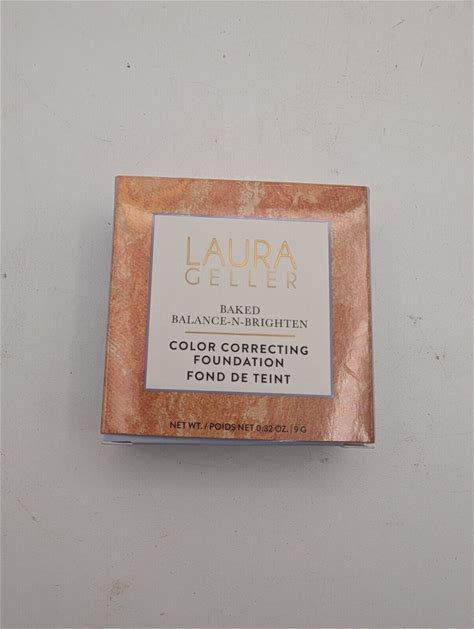 LAURA
GELLER
BAKED
BALANCE-N-BRIGHTEN
COLOR CORRECTING
FOUNDATION
FOND DE TEINT
NET WT. / POIDS NET 0.32 OZ. | 9 G